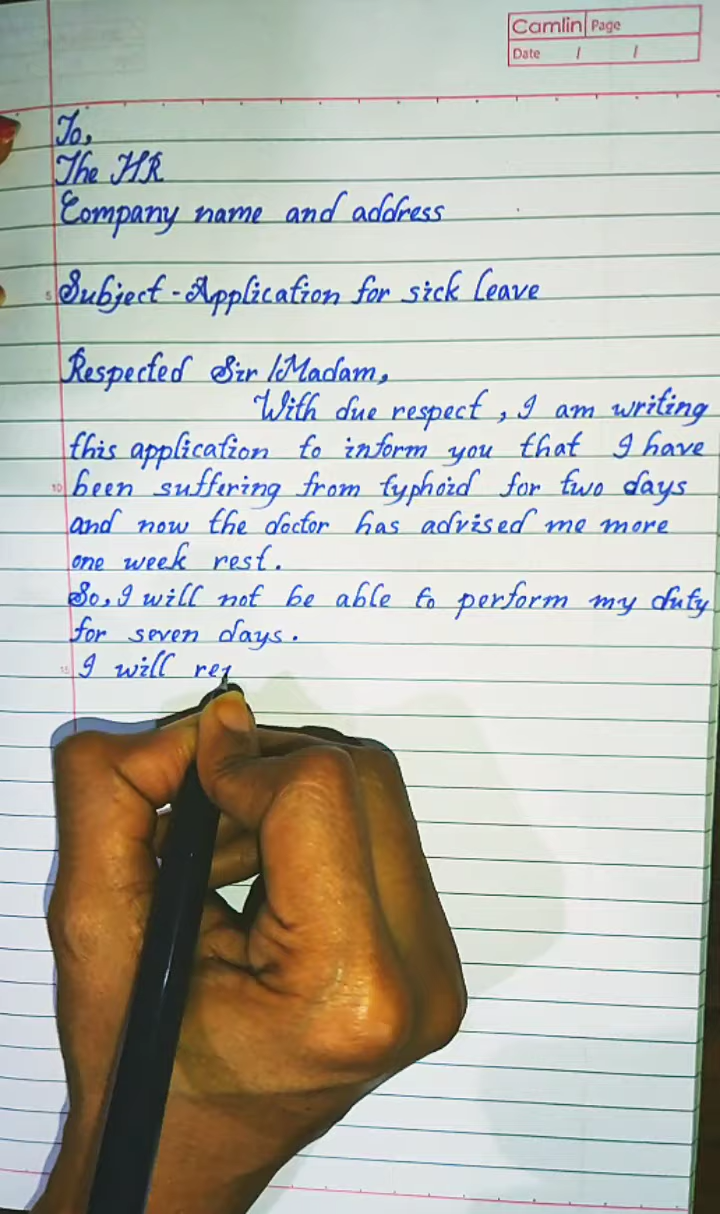 Camlin Page
Date / /
To,
The HR
Company name and address
5 Subject - Application for sick leave
Respected Sir/Madam,
With due respect, I am writing
this application to inform you that I have
10 been suffering from typhoid for two days
and now the doctor has advised me more
one week rest.
So, I will not be able to perform my duty
for seven days.
15 I will